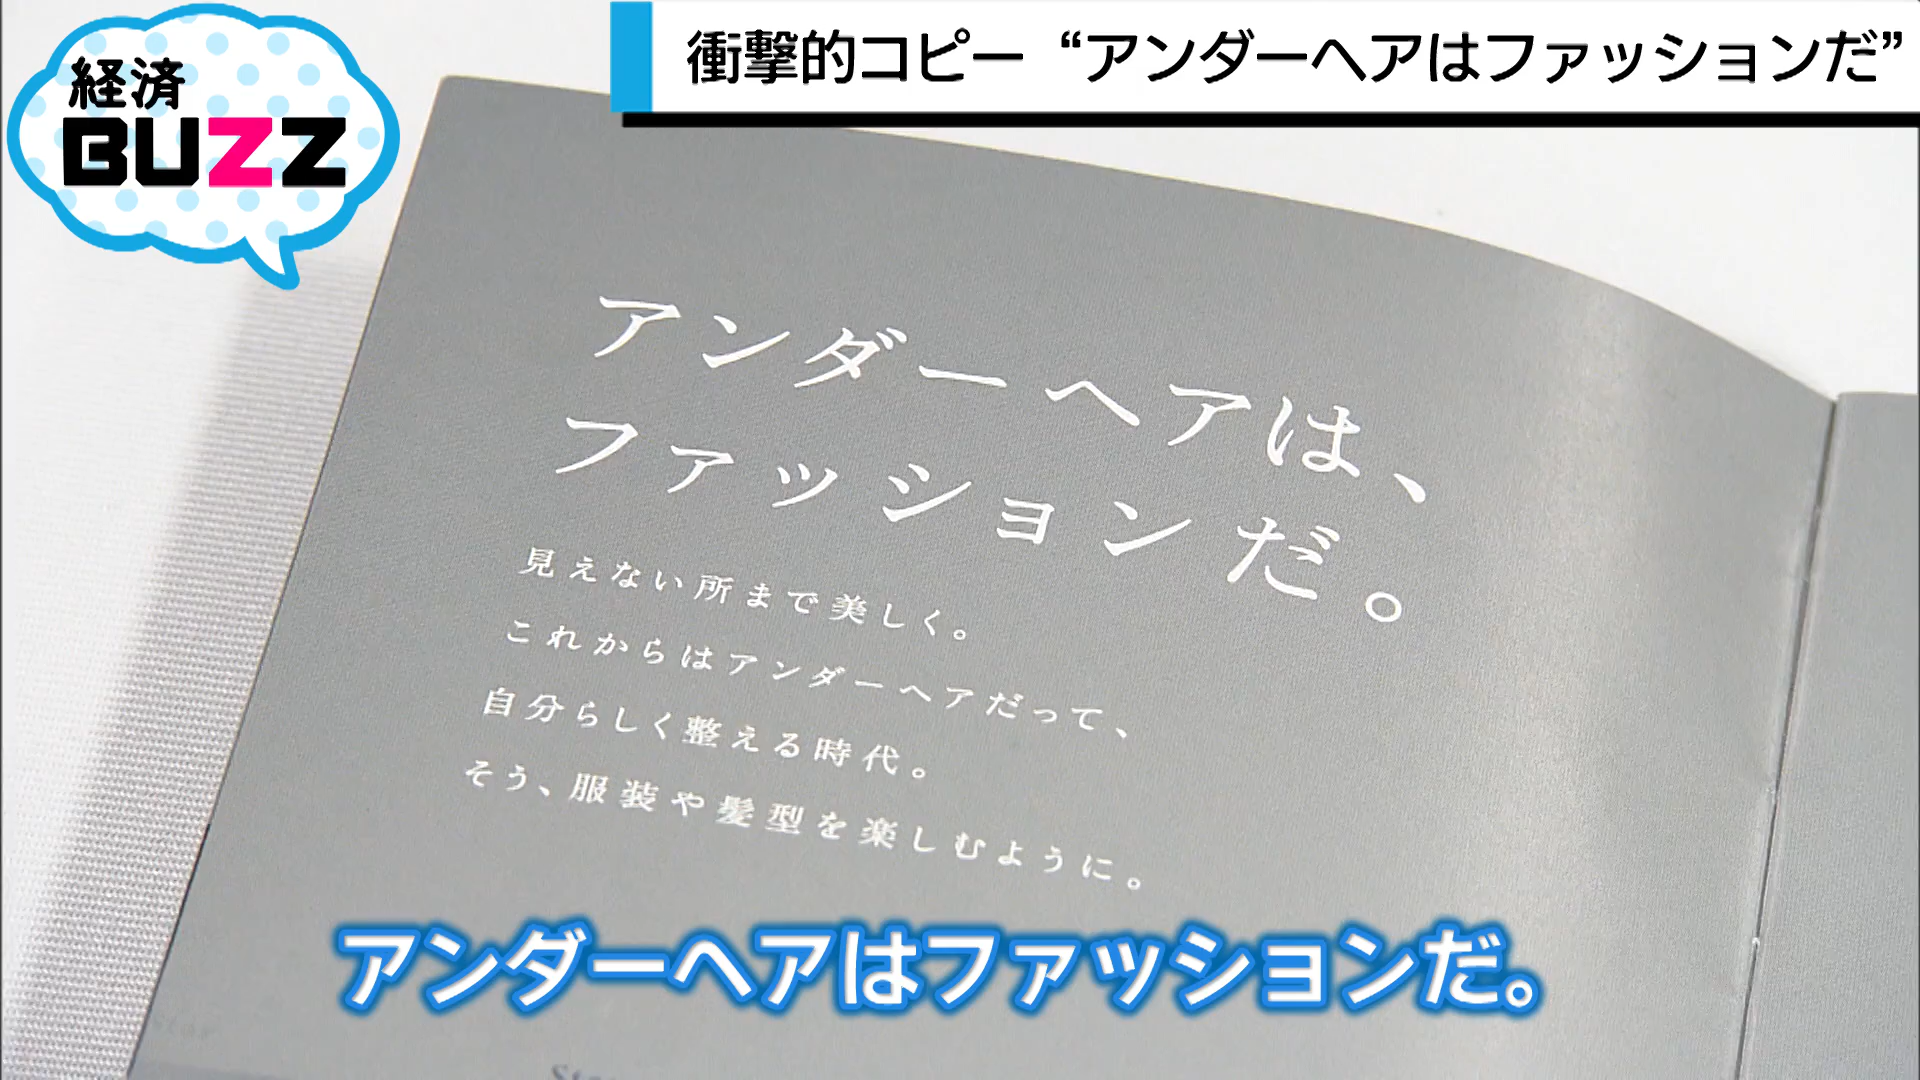 経済
BUZZ
衝撃的コピー “アンダーヘアはファッションだ”
アンダーヘアは、
ファッションだ。
見えない所まで美しく。
これからはアンダーヘアだって、
自分らしく整える時代。
そう、服装や髪型を楽しむように。
アンダーヘアはファッションだ。